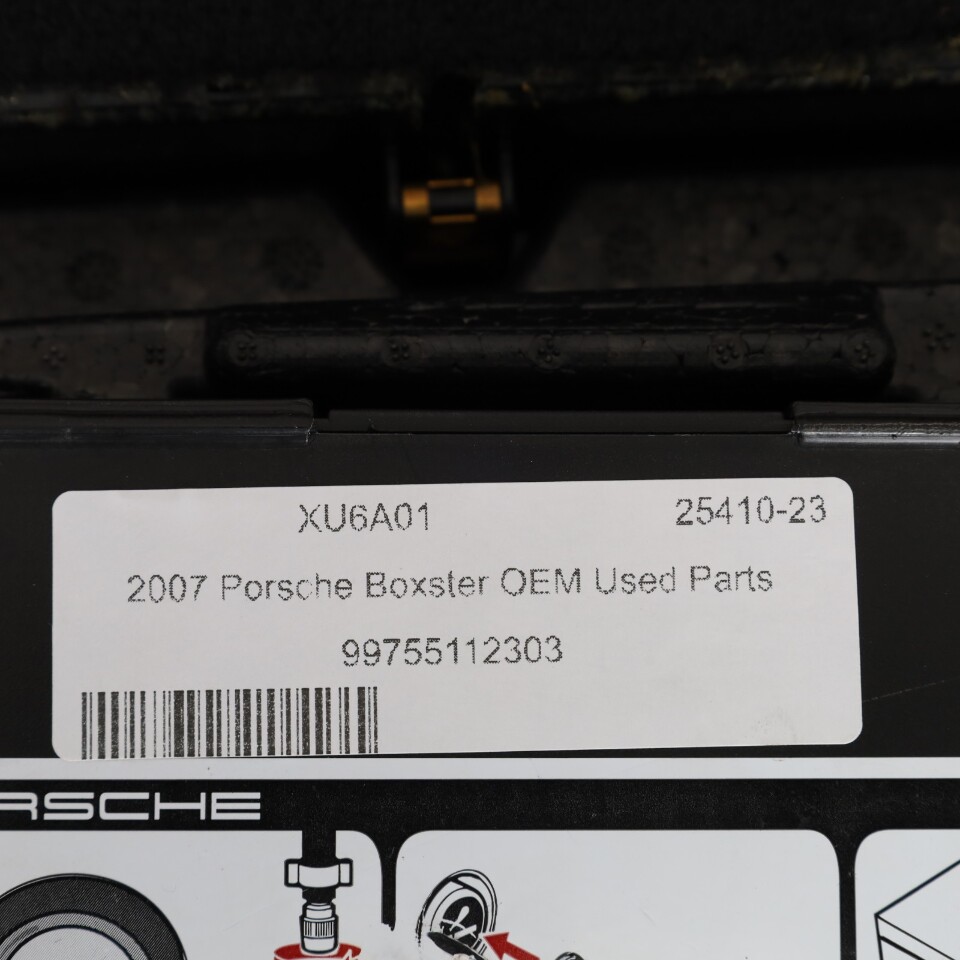 XU6A01 25410-23
2007 Porsche Boxster OEM Used Parts
99755112303
RSCHE